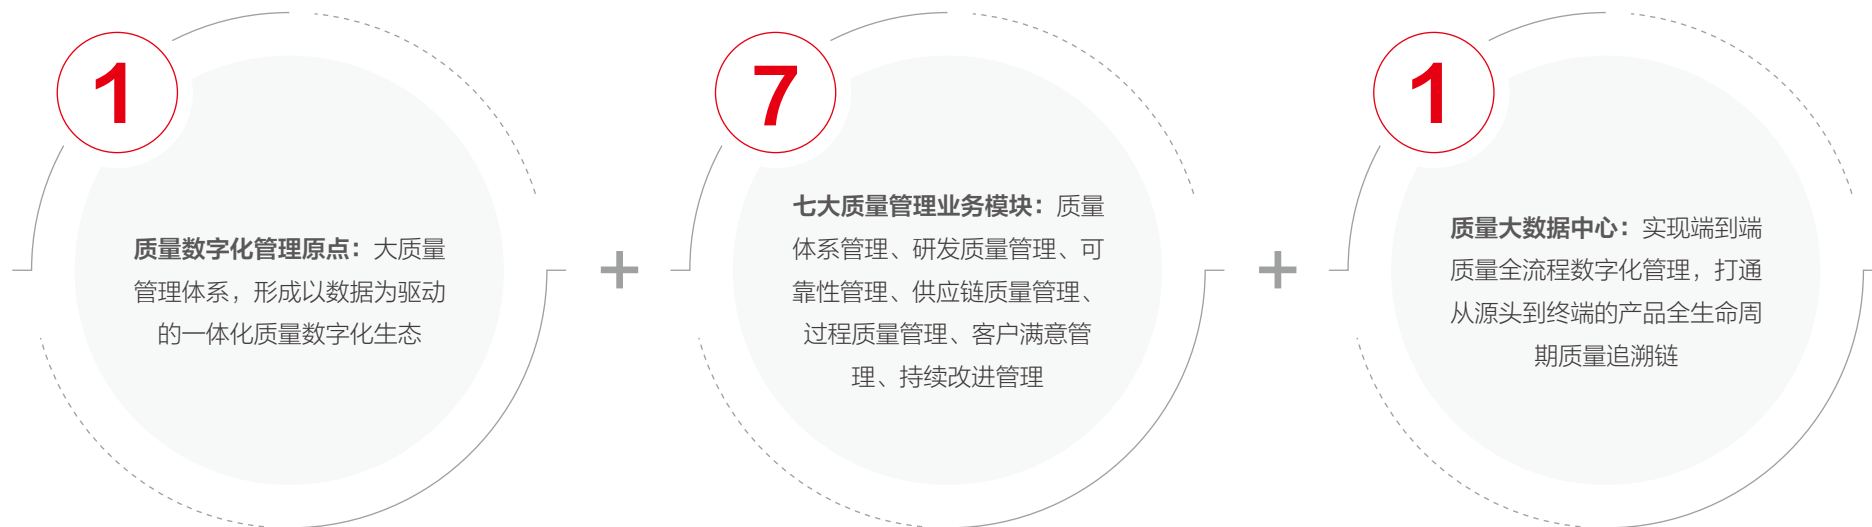 1
质量数字化管理原点：大质量
管理体系，形成以数据为驱动
的一体化质量数字化生态
+
7
七大质量管理业务模块：质量
体系管理、研发质量管理、可
靠性管理、供应链质量管理、
过程质量管理、客户满意管
理、持续改进管理
+
1
质量大数据中心：实现端到端
质量全流程数字化管理，打通
从源头到终端的产品全生命周
期质量追溯链